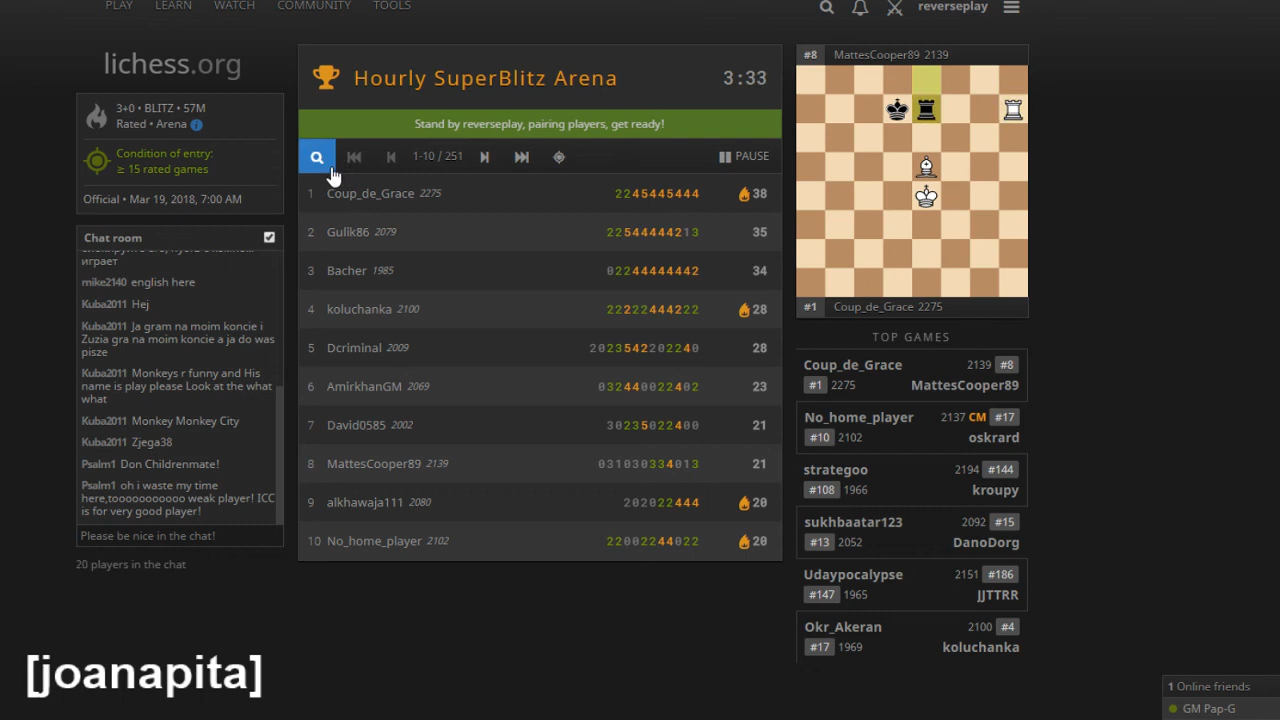 PLAY LEARN WATCH COMMUNITY TOOLS
reverseplay
lichess.org
3+0 • BLITZ • 57M
Rated • Arena
Condition of entry:
≥ 15 rated games
Official • Mar 19, 2018, 7:00 AM
Chat room
играет
mike2140 english here
Kuba2011 Hej
Kuba2011 Ja gram na moim koncie i
Zuzia gra na moim koncie a ja do was
pisze
Kuba2011 Monkeys r funny and His
name is play please Look at the what
what
Kuba2011 Monkey Monkey City
Kuba2011 Zjega38
Psalm1 Don Childrenmate!
Psalm1 oh i waste my time
here,tooooooooooo weak player! ICC
is for very good player!
Please be nice in the chat!
20 players in the chat
Hourly SuperBlitz Arena 3:33
Stand by reverseplay, pairing players, get ready!
1-10 / 251 PAUSE
1 Coup_de_Grace 2275 2245445444 38
2 Gulik86 2079 22544444213 35
3 Bacher 1985 0224444442 34
4 koluchanka 2100 22222444222 28
5 Dcriminal 2009 2023542202240 28
6 AmirkhanGM 2069 032440022402 23
7 David0585 2002 30235022400 21
8 MattesCooper89 2139 031030334013 21
9 alkhawaja111 2080 202022444 20
10 No_home_player 2102 22002244022 20
#8 MattesCooper89 2139
#1 Coup_de_Grace 2275
TOP GAMES
Coup_de_Grace 2139 #8
#1 2275 MattesCooper89
No_home_player 2137 CM #17
#10 2102 oskrard
strategoo 2194 #144
#108 1966 kroupy
sukhbaatar123 2092 #15
#13 2052 DanoDorg
Udaypocalypse 2151 #186
#147 1965 JJTTRR
Okr_Akeran 2100 #4
#17 1969 koluchanka
1 Online friends
GM Pap-G
[joanapita]